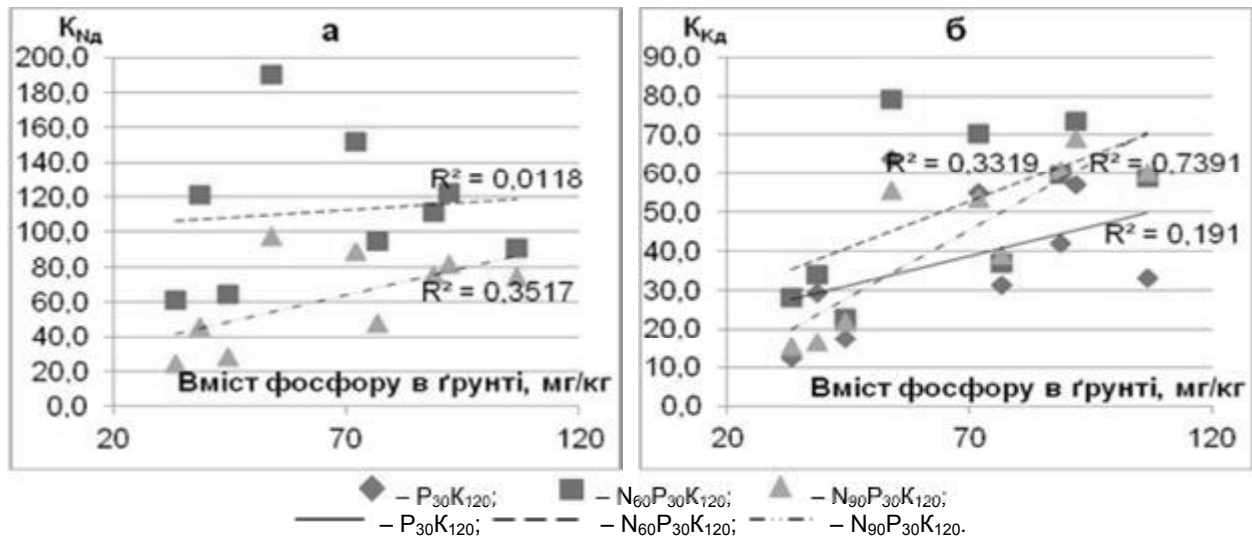 K_Nд
а
200,0
180,0
160,0
140,0
120,0
100,0
80,0
60,0
40,0
20,0
0,0
R² = 0,0118
R² = 0,3517
Вміст фосфору в ґрунті, мг/кг
20 70 120
K_Kд
б
90,0
80,0
70,0
60,0
50,0
40,0
30,0
20,0
10,0
0,0
R² = 0,3319 R² = 0,7391
R² = 0,191
Вміст фосфору в ґрунті, мг/кг
20 70 120
– P₃₀K₁₂₀; – N₆₀P₃₀K₁₂₀; – N₉₀P₃₀K₁₂₀;
– P₃₀K₁₂₀; – N₆₀P₃₀K₁₂₀; – N₉₀P₃₀K₁₂₀.